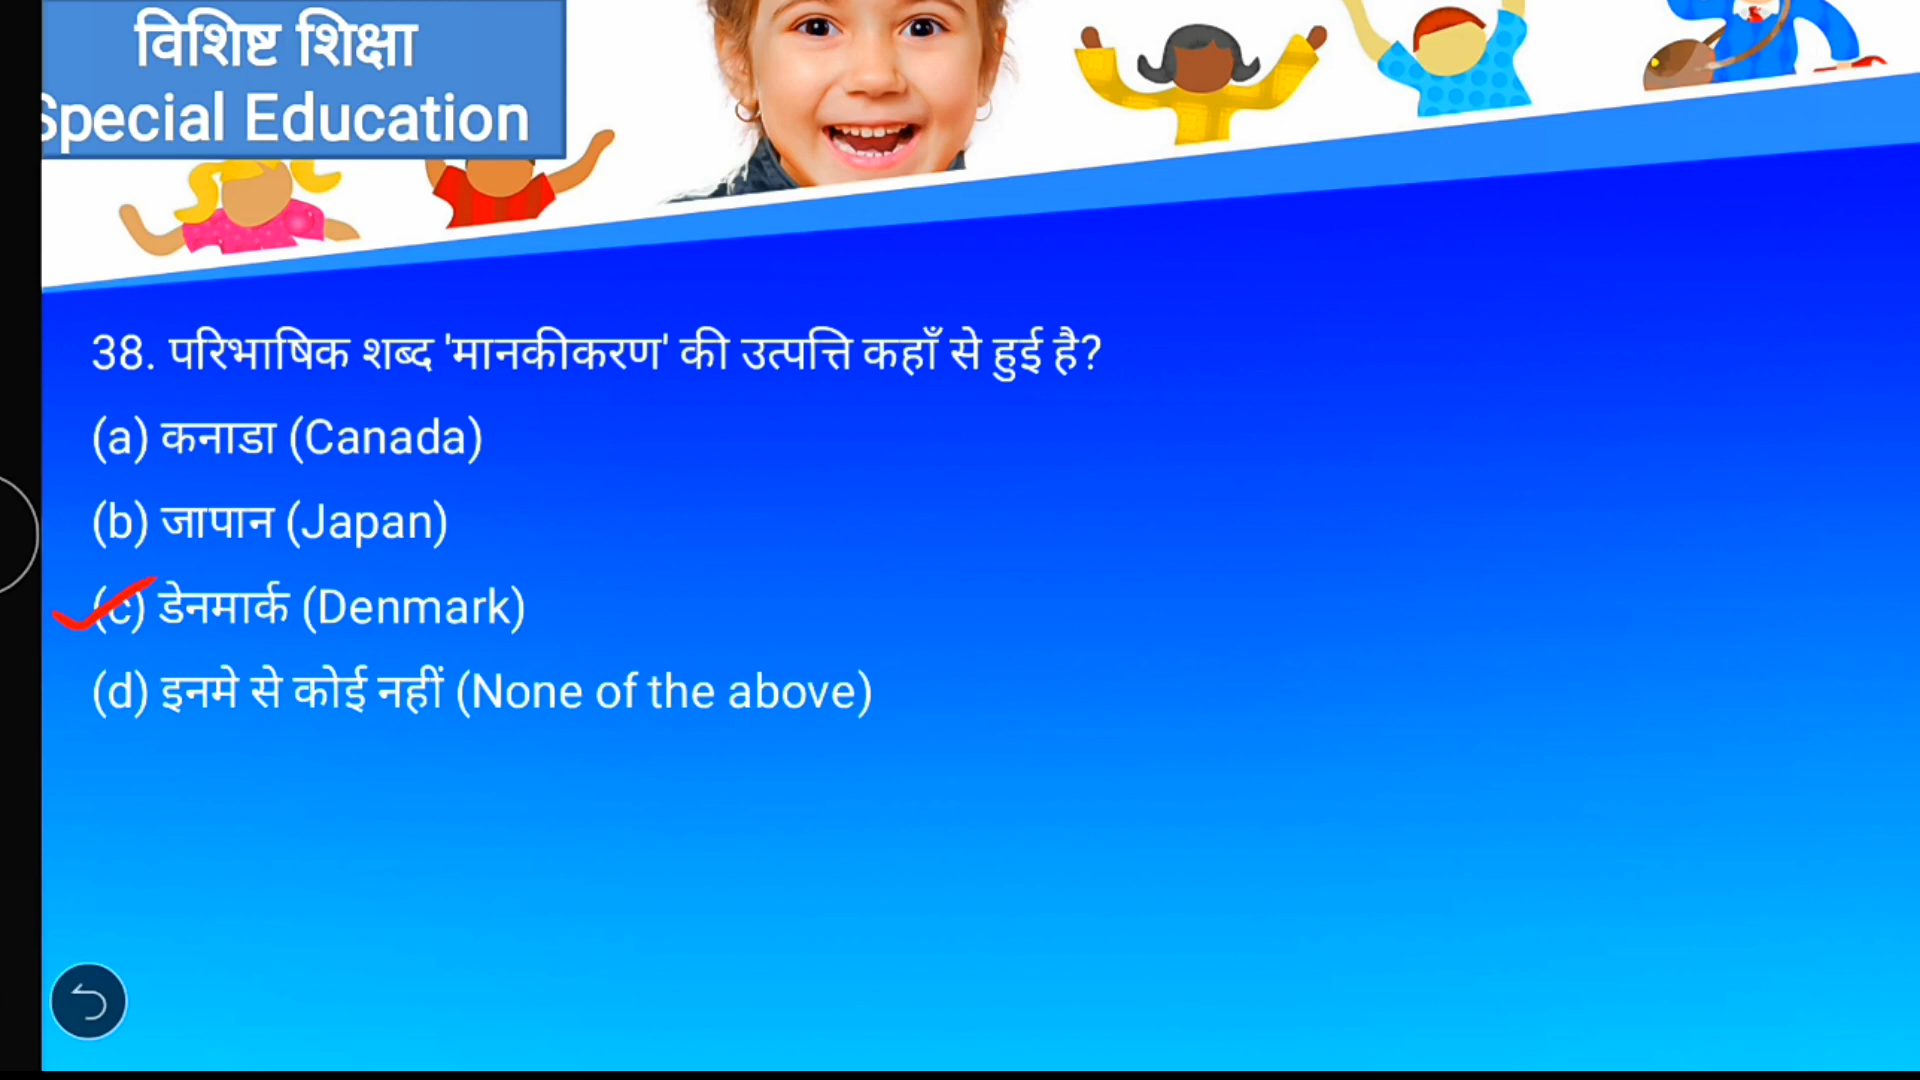 विशिष्ट शिक्षा
Special Education
38. परिभाषिक शब्द 'मानकीकरण' की उत्पत्ति कहाँ से हुई है?
(a) कनाडा (Canada)
(b) जापान (Japan)
(c) डेनमार्क (Denmark)
(d) इनमे से कोई नहीं (None of the above)